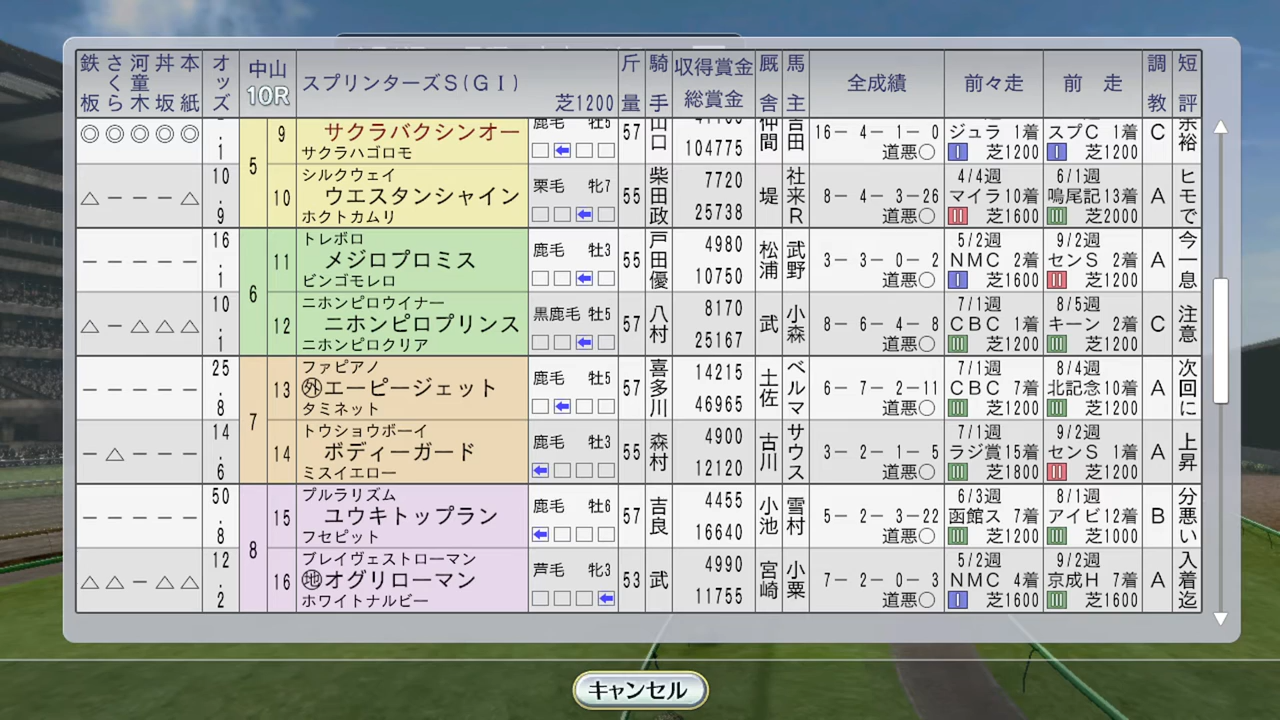 鉄板 さくら 河童木 丼坂 本紙 オッズ 中山10R スプリンターズS(GI) 芝1200 斤量 騎手 収得賞金 総賞金 厩舎 馬主 全成績 前々走 前走 調教 短評
◎ ◎ ◎ ◎ ◎ .1 5 9 サクラバクシンオー 鹿毛 牡5 57 山口 仲間 吉田 16－ 4－ 1－ 0 ジュラ 1着 スプC 1着 C 余裕
サクラハゴロモ 104775 道悪○ I 芝1200 I 芝1200
シルクウェイ 4/4週 6/1週
△ － － － △ 10.9 10 ウエスタンシャイン 栗毛 牝7 55 柴田政 7720 堤 社来R 8－ 4－ 3－26 マイラ10着 鳴尾記13着 A ヒモで
ホクトカムリ 25738 道悪○ II 芝1600 III 芝2000
トレボロ 5/2週 9/2週
－ － － － － 16.1 6 11 メジロプロミス 鹿毛 牡3 55 戸田優 4980 松浦 武野 3－ 3－ 0－ 2 NMC 2着 センS 2着 A 今一息
ビンゴモレロ 10750 道悪○ I 芝1600 II 芝1200
ニホンピロウイナー 7/1週 8/5週
△ － △ △ △ 10.1 12 ニホンピロプリンス 黒鹿毛 牡5 57 八村 8170 武 小森 8－ 6－ 4－ 8 CBC 1着 キーン 2着 C 注意
ニホンピロクリア 25167 道悪○ III 芝1200 III 芝1200
ファピアノ 7/1週 8/4週
－ － － － － 25.8 7 13 外エーピージェット 鹿毛 牡5 57 喜多川 14215 土佐 ベルマ 6－ 7－ 2－11 CBC 7着 北記念10着 A 次回に
タミネット 46965 道悪○ III 芝1200 III 芝1200
トウショウボーイ 7/1週 9/2週
－ △ － － － 14.6 14 ボディーガード 鹿毛 牡3 55 森村 4900 古川 サウス 3－ 2－ 1－ 5 ラジ賞15着 センS 1着 A 上昇
ミスイエロー 12120 道悪○ III 芝1800 II 芝1200
プルラリズム 6/3週 8/1週
－ － － － － 50.8 8 15 ユウキトップラン 鹿毛 牡6 57 吉良 4455 小池 雪村 5－ 2－ 3－22 函館ス 7着 アイビ12着 B 分悪い
フセピット 16640 道悪○ III 芝1200 III 芝1000
ブレイヴェストローマン 5/2週 9/2週
△ △ － △ △ 12.2 16 地オグリローマン 芦毛 牝3 53 武 4990 宮崎 小栗 7－ 2－ 0－ 3 NMC 4着 京成H 7着 A 入着迄
ホワイトナルビー 11755 道悪○ I 芝1600 III 芝1600
キャンセル